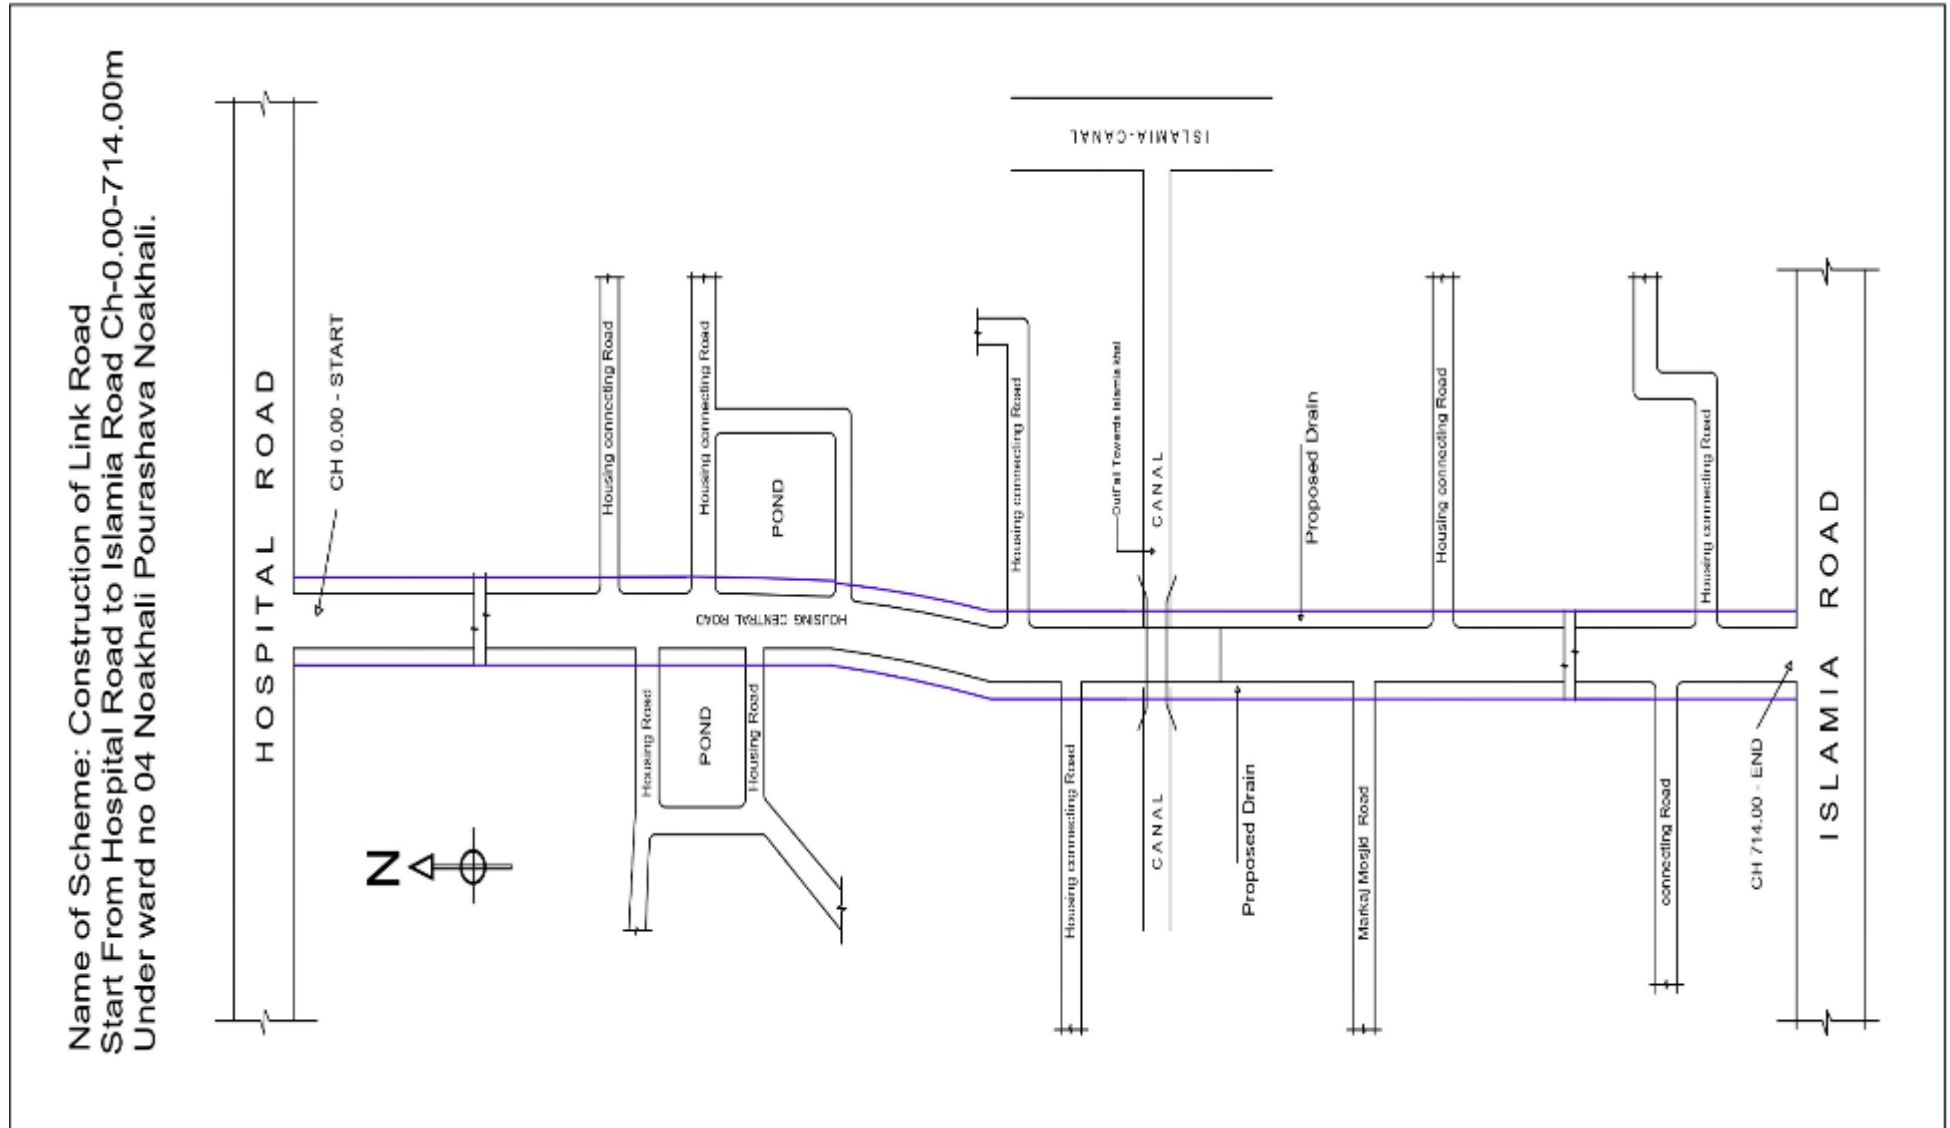 Name of Scheme: Construction of Link Road
Start From Hospital Road to Islamia Road Ch-0.00-714.00m
Under ward no 04 Noakhali Pourashava Noakhali.
HOSPITAL ROAD
CH 0.00 - START
N
Housing connecting Road
Housing connecting Road
POND
HOUSING CENTRAL ROAD
Housing Road
POND
Housing Road
Housing connecting Road
Housing connecting Road
OutFall Towards Islamia khal
CANAL
CANAL
ISLAMIA-CANAL
Proposed Drain
Proposed Drain
Markaj Mosjid Road
Housing connecting Road
connecting Road
Housing connecting Road
CH 714.00 - END
ISLAMIA ROAD